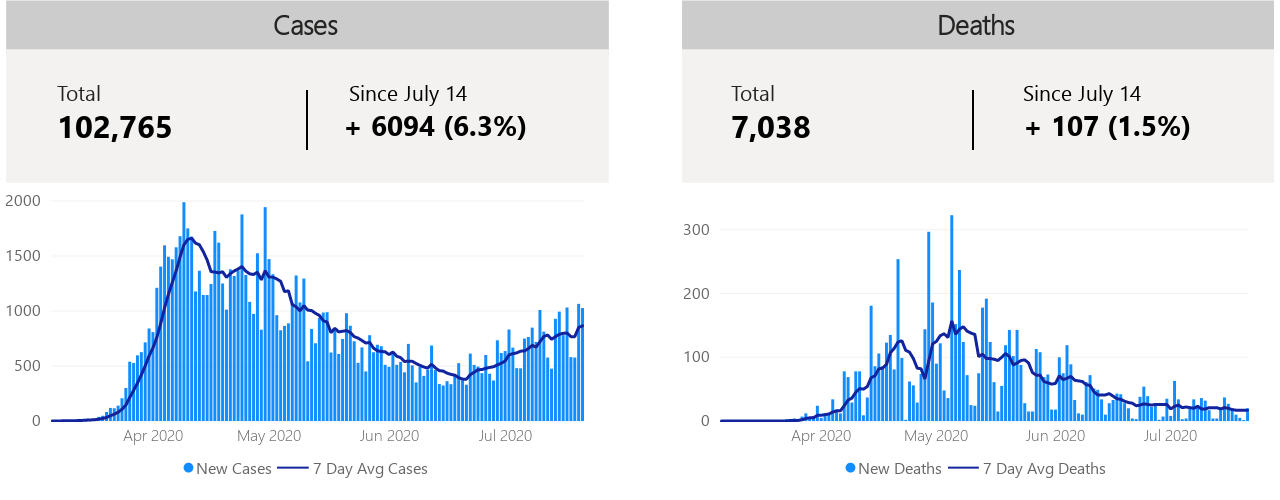 Cases
Total
102,765
Since July 14
+ 6094 (6.3%)
2000
1500
1000
500
0
Apr 2020
May 2020
Jun 2020
Jul 2020
New Cases
7 Day Avg Cases
Deaths
Total
7,038
Since July 14
+ 107 (1.5%)
300
200
100
0
Apr 2020
May 2020
Jun 2020
Jul 2020
New Deaths
7 Day Avg Deaths